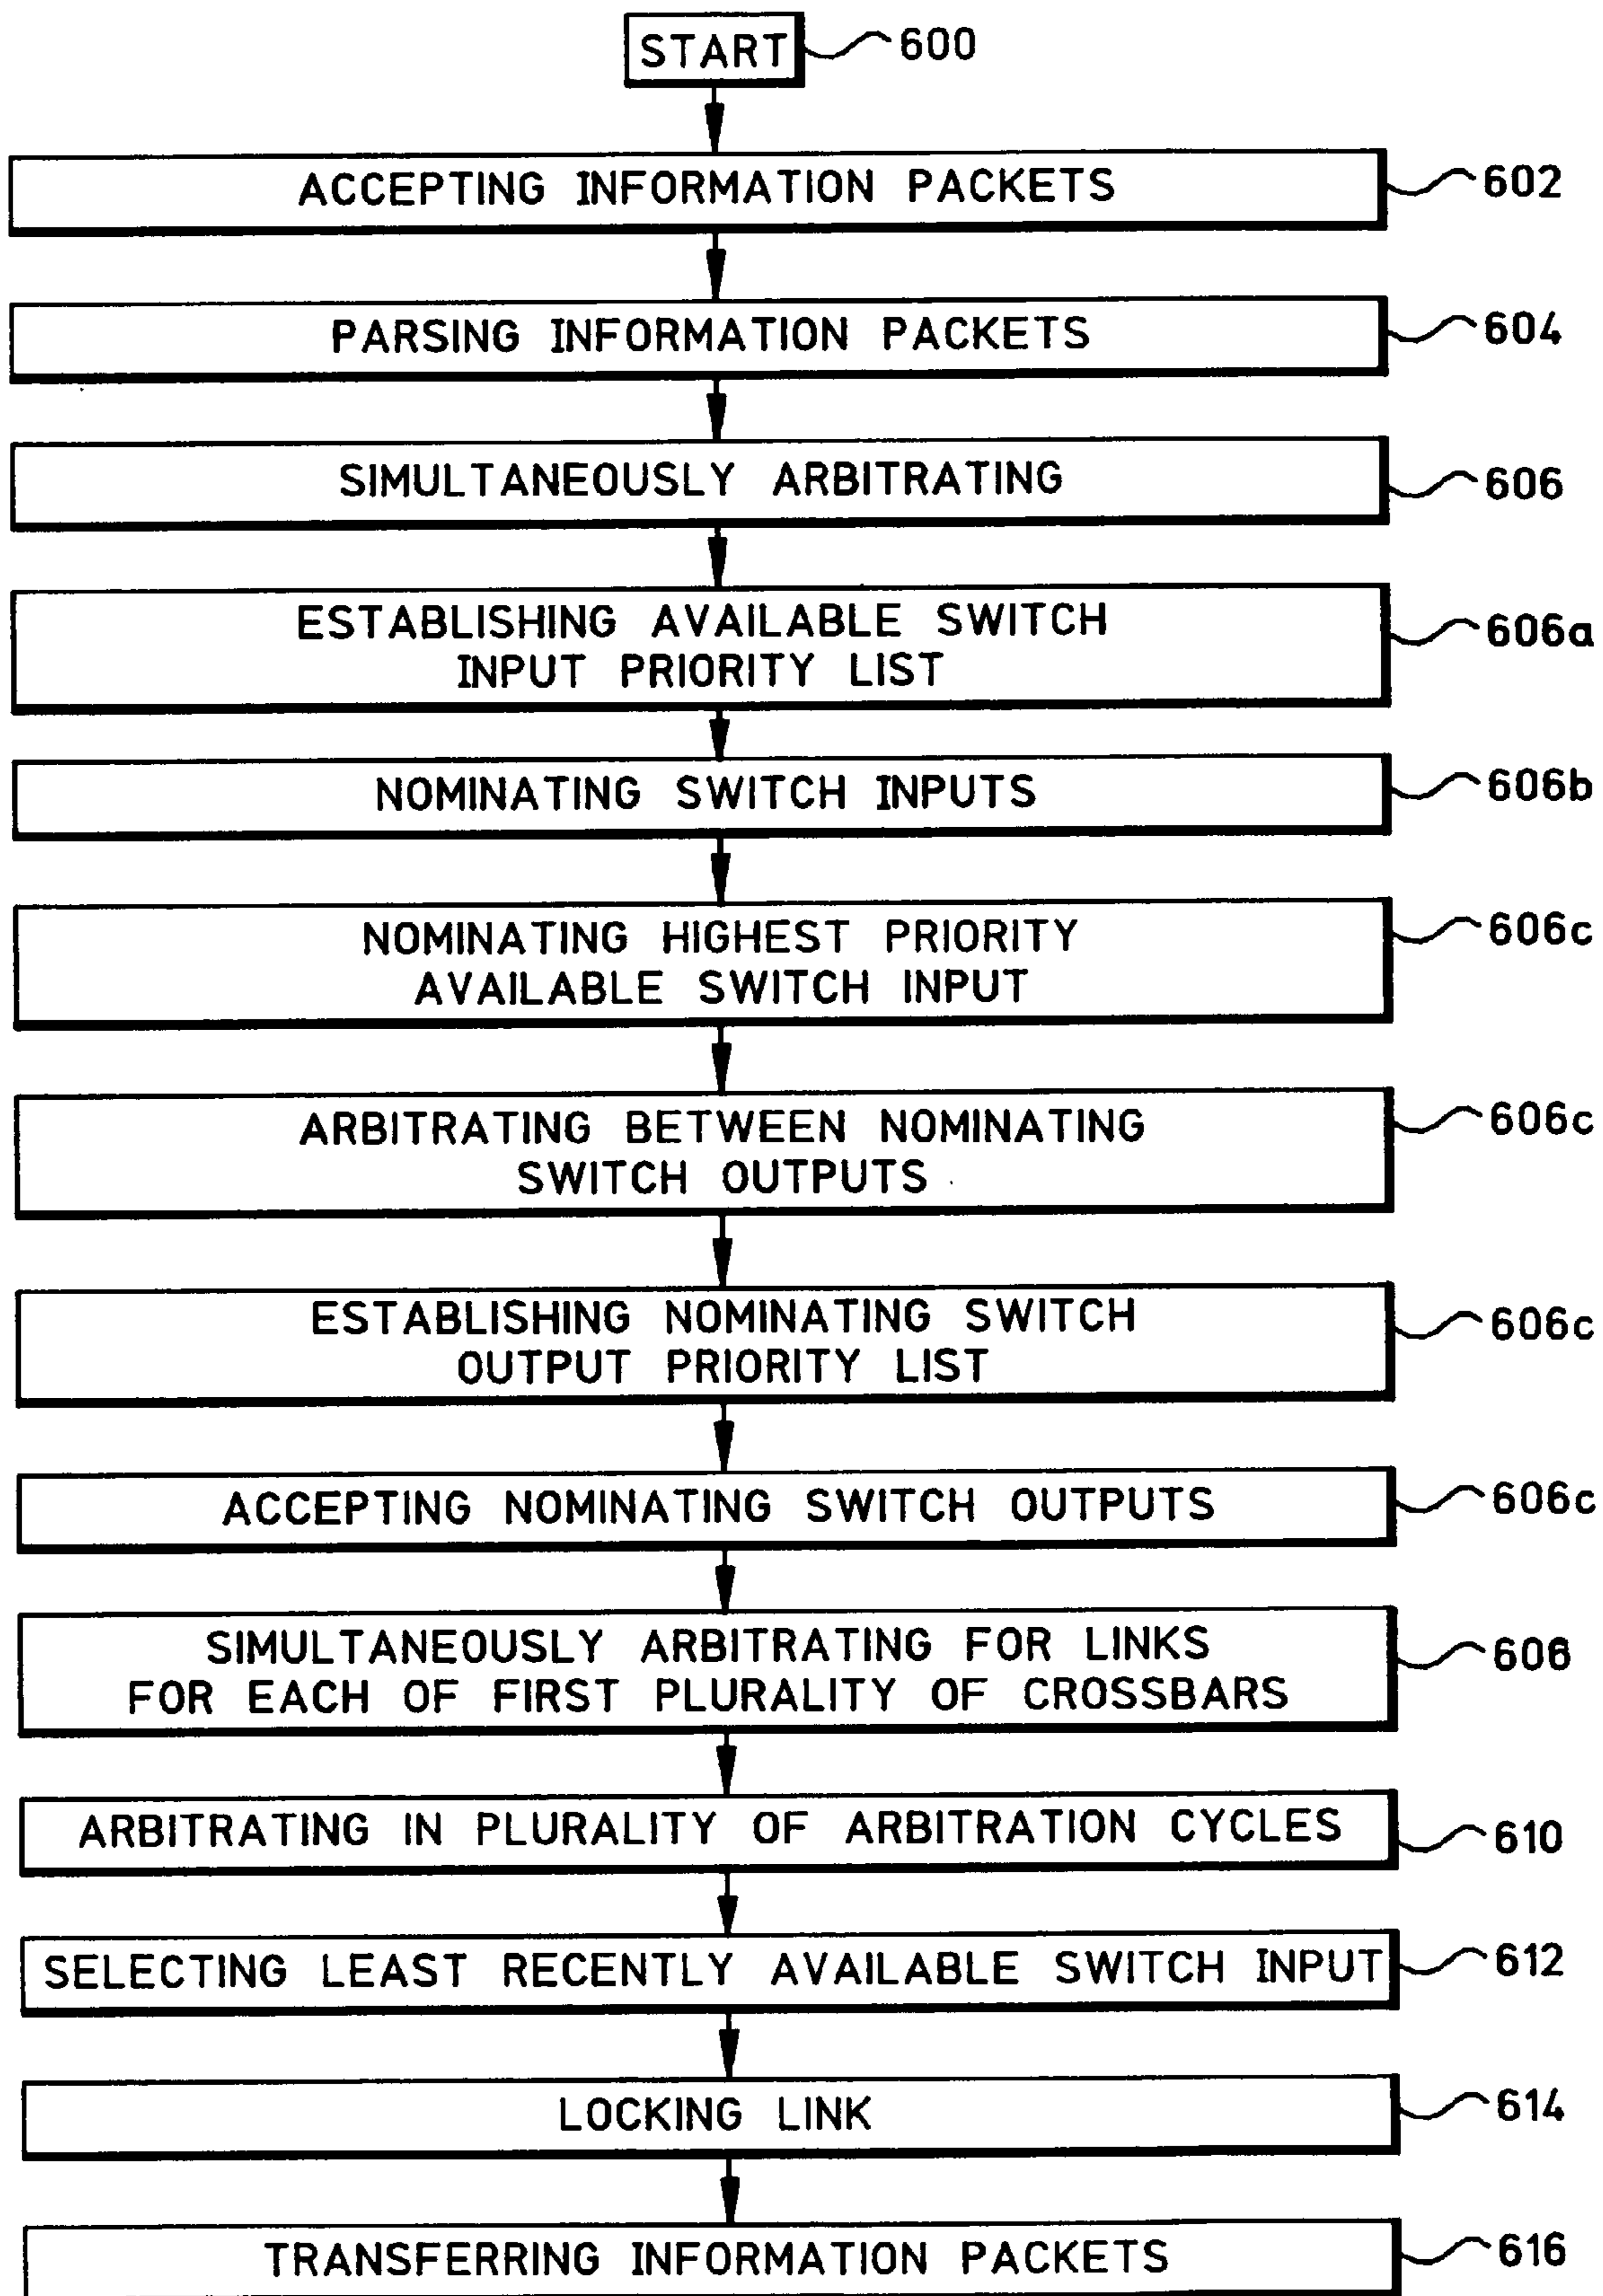 START 600
ACCEPTING INFORMATION PACKETS 602
PARSING INFORMATION PACKETS 604
SIMULTANEOUSLY ARBITRATING 606
ESTABLISHING AVAILABLE SWITCH 606a
INPUT PRIORITY LIST
NOMINATING SWITCH INPUTS 606b
NOMINATING HIGHEST PRIORITY 606c
AVAILABLE SWITCH INPUT
ARBITRATING BETWEEN NOMINATING 606c
SWITCH OUTPUTS
ESTABLISHING NOMINATING SWITCH 606c
OUTPUT PRIORITY LIST
ACCEPTING NOMINATING SWITCH OUTPUTS 606c
SIMULTANEOUSLY ARBITRATING FOR LINKS 608
FOR EACH OF FIRST PLURALITY OF CROSSBARS
ARBITRATING IN PLURALITY OF ARBITRATION CYCLES 610
SELECTING LEAST RECENTLY AVAILABLE SWITCH INPUT 612
LOCKING LINK 614
TRANSFERRING INFORMATION PACKETS 616